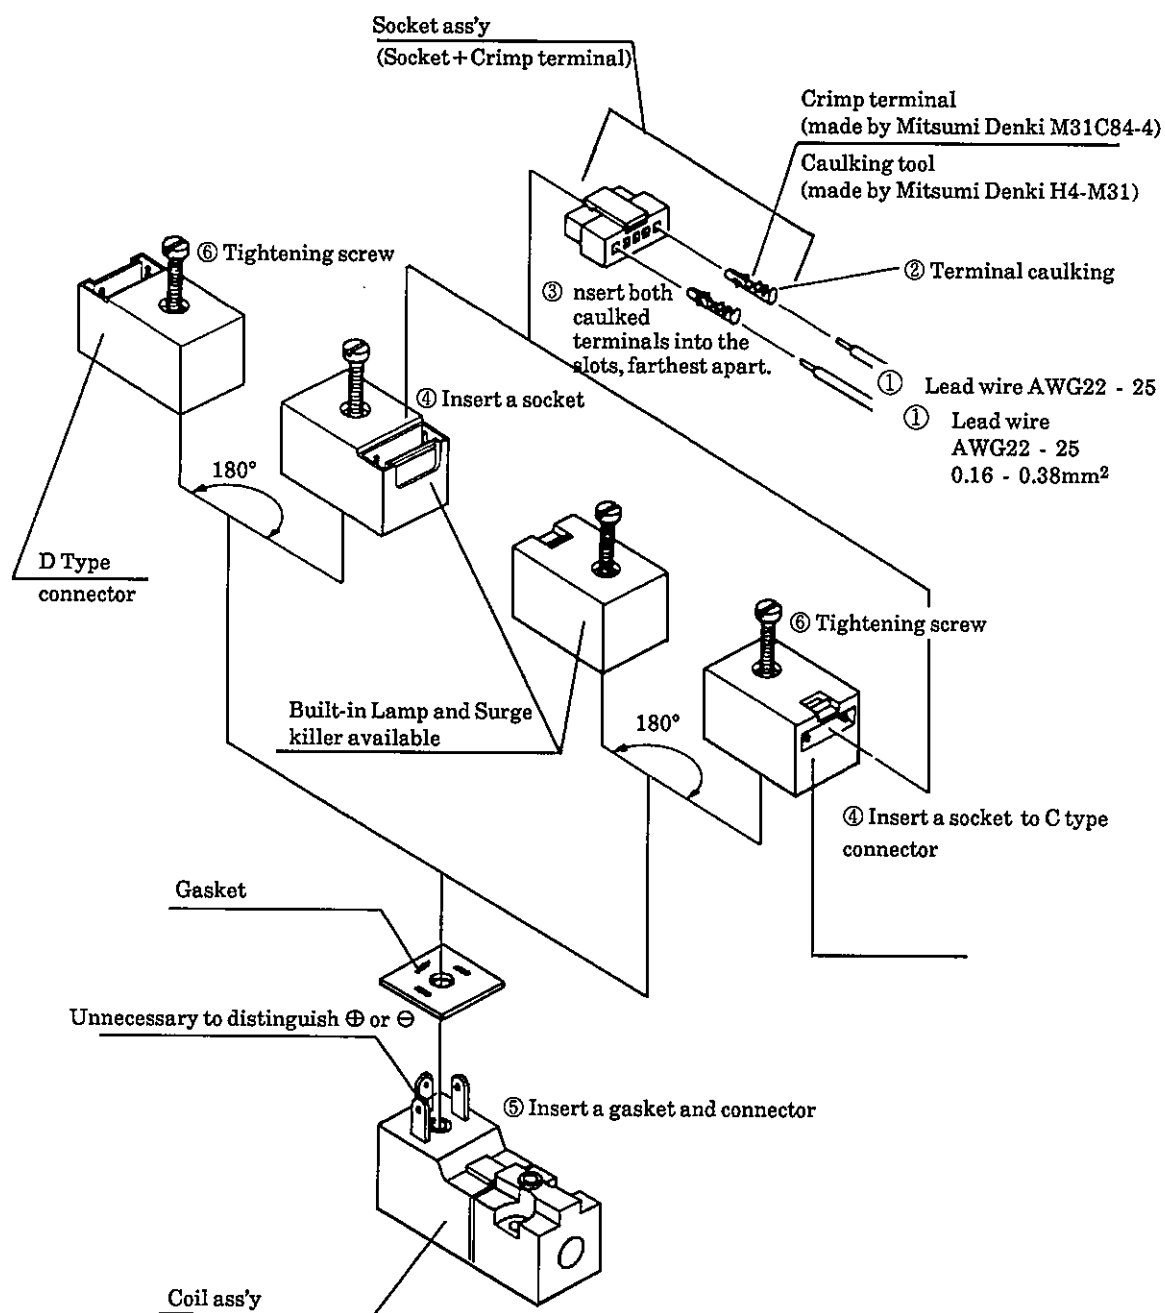 Socket ass'y
(Socket+Crimp terminal)
Crimp terminal
(made by Mitsumi Denki M31C84-4)
Caulking tool
(made by Mitsumi Denki H4-M31)
⑥ Tightening screw
② Terminal caulking
③ nsert both
caulked
terminals into the
slots, farthest apart.
① Lead wire AWG22 - 25
① Lead wire
AWG22 - 25
0.16 - 0.38mm²
④ Insert a socket
180°
D Type
connector
⑥ Tightening screw
Built-in Lamp and Surge
killer available
180°
④ Insert a socket to C type
connector
Gasket
Unnecessary to distinguish ⊕ or ⊖
⑤ Insert a gasket and connector
Coil ass'y